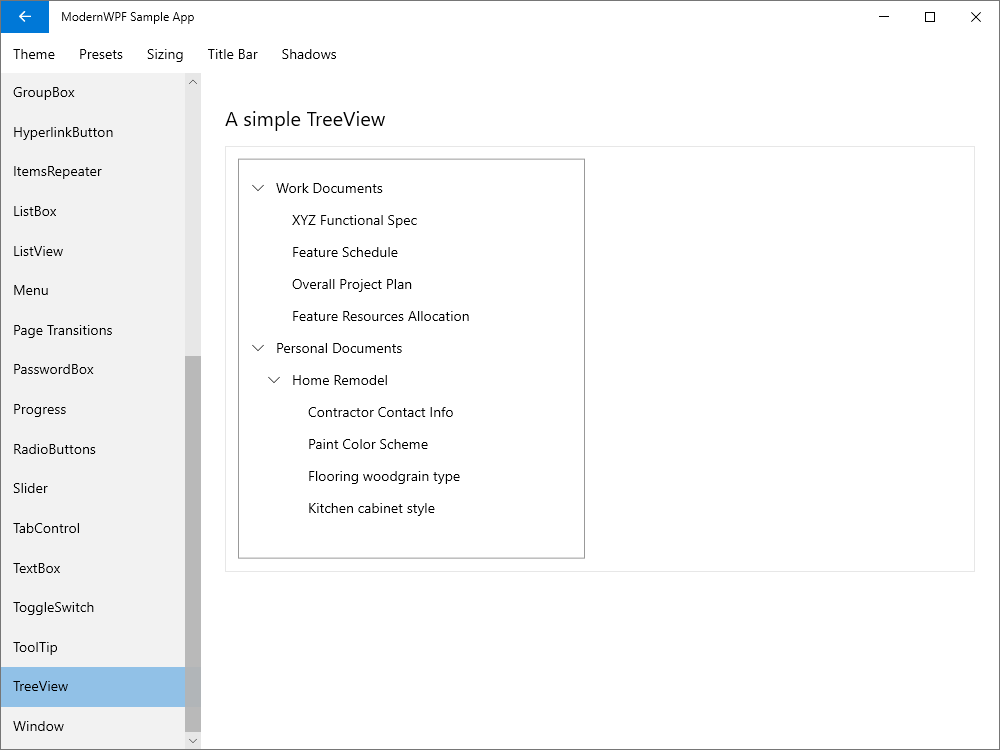 ModernWPF Sample App
Theme Presets Sizing Title Bar Shadows
GroupBox
HyperlinkButton
ItemsRepeater
ListBox
ListView
Menu
Page Transitions
PasswordBox
Progress
RadioButtons
Slider
TabControl
TextBox
ToggleSwitch
ToolTip
TreeView
Window
A simple TreeView
Work Documents
XYZ Functional Spec
Feature Schedule
Overall Project Plan
Feature Resources Allocation
Personal Documents
Home Remodel
Contractor Contact Info
Paint Color Scheme
Flooring woodgrain type
Kitchen cabinet style